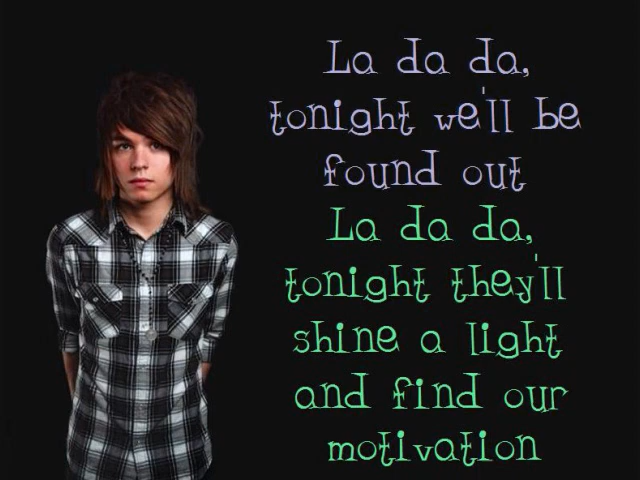 La da da,
tonight we'll be
found out
La da da,
tonight they'll
shine a light
and find our
motivation